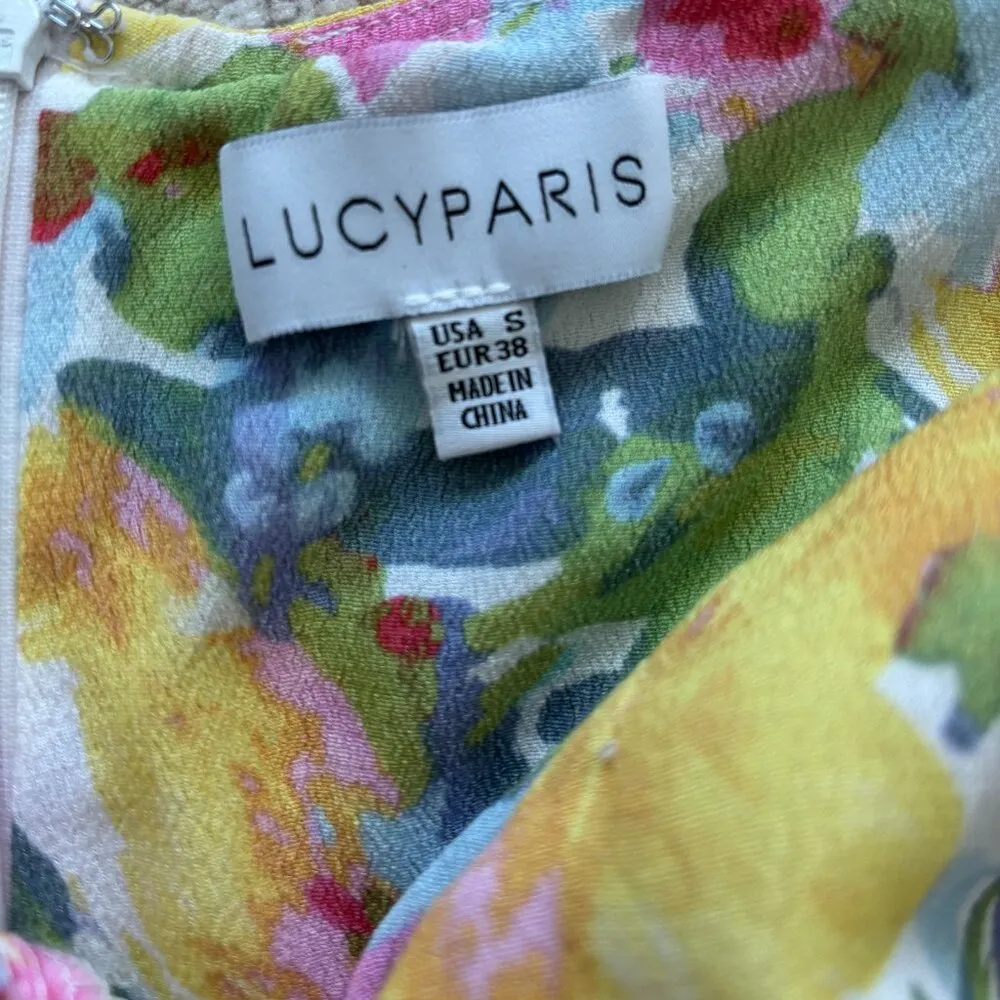 LUCYPARIS
USA S
EUR 38
MADE IN
CHINA